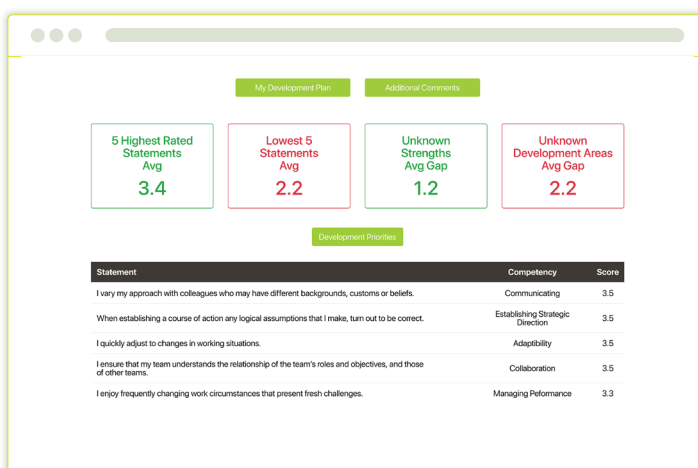 My Development Plan
Additional Comments
5 Highest Rated
Statements
Avg
3.4
Lowest 5
Statements
Avg
2.2
Unknown
Strengths
Avg Gap
1.2
Unknown
Development Areas
Avg Gap
2.2
Development Priorities
Statement Competency Score
I vary my approach with colleagues who may have different backgrounds, customs or beliefs. Communicating 3.5
When establishing a course of action any logical assumptions that I make, turn out to be correct. Establishing Strategic
Direction 3.5
I quickly adjust to changes in working situations. Adaptibility 3.5
I ensure that my team understands the relationship of the team's roles and objectives, and those
of other teams. Collaboration 3.5
I enjoy frequently changing work circumstances that present fresh challenges. Managing Peformance 3.3